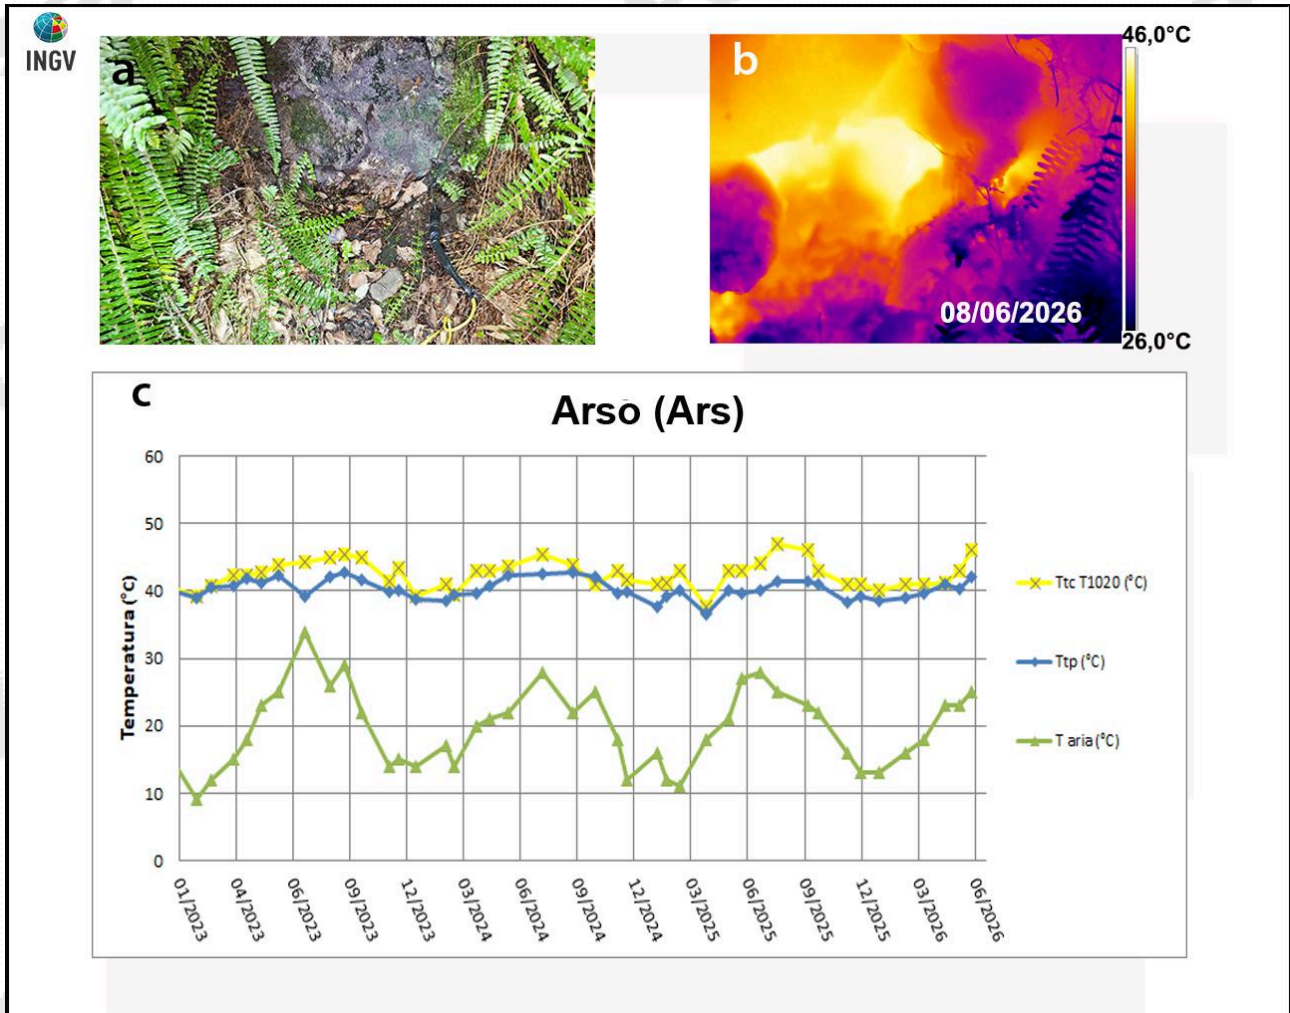 INGV
a
b
46,0°C
08/06/2026
26,0°C
c
Arso (Ars)
Temperatura (°C)
60
50
40
30
20
10
0
01/2023
04/2023
06/2023
09/2023
12/2023
03/2024
06/2024
09/2024
12/2024
03/2025
06/2025
09/2025
12/2025
03/2026
06/2026
Ttc T1020 (°C)
Ttp (°C)
T aria (°C)